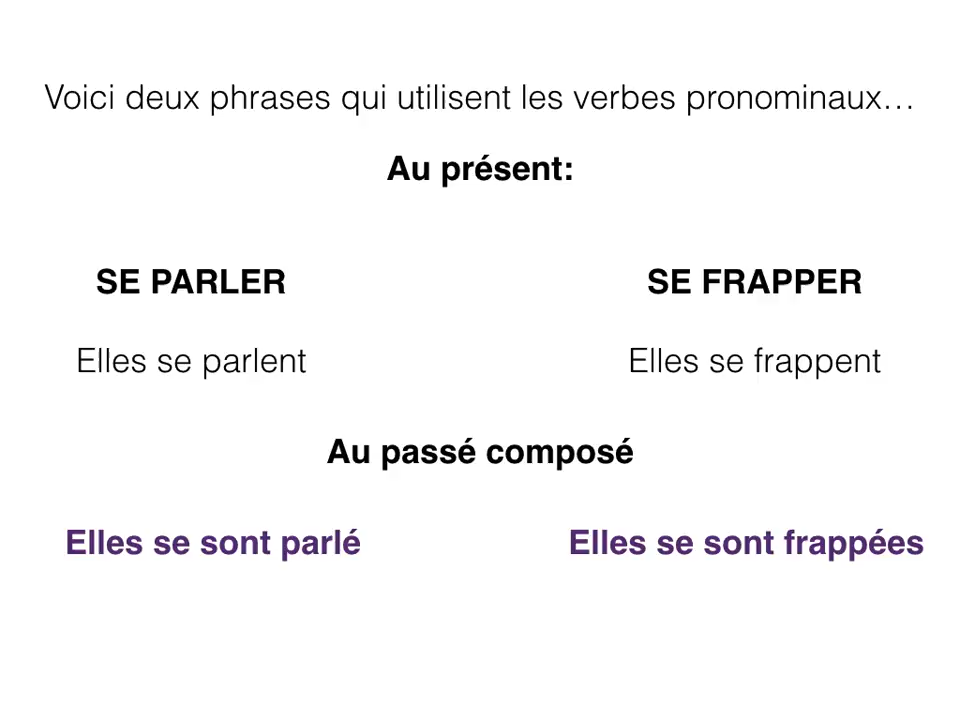 Voici deux phrases qui utilisent les verbes pronominaux…
Au présent:
SE PARLER
SE FRAPPER
Elles se parlent
Elles se frappent
Au passé composé
Elles se sont parlé
Elles se sont frappées